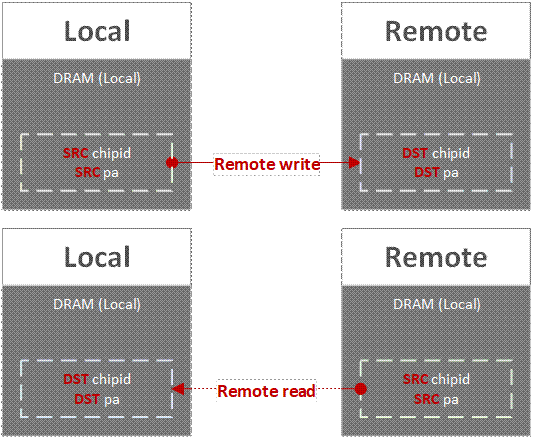 Local
Remote
DRAM (Local)
DRAM (Local)
SRC chipid
SRC pa
Remote write
DST chipid
DST pa
Local
Remote
DRAM (Local)
DRAM (Local)
DST chipid
DST pa
Remote read
SRC chipid
SRC pa